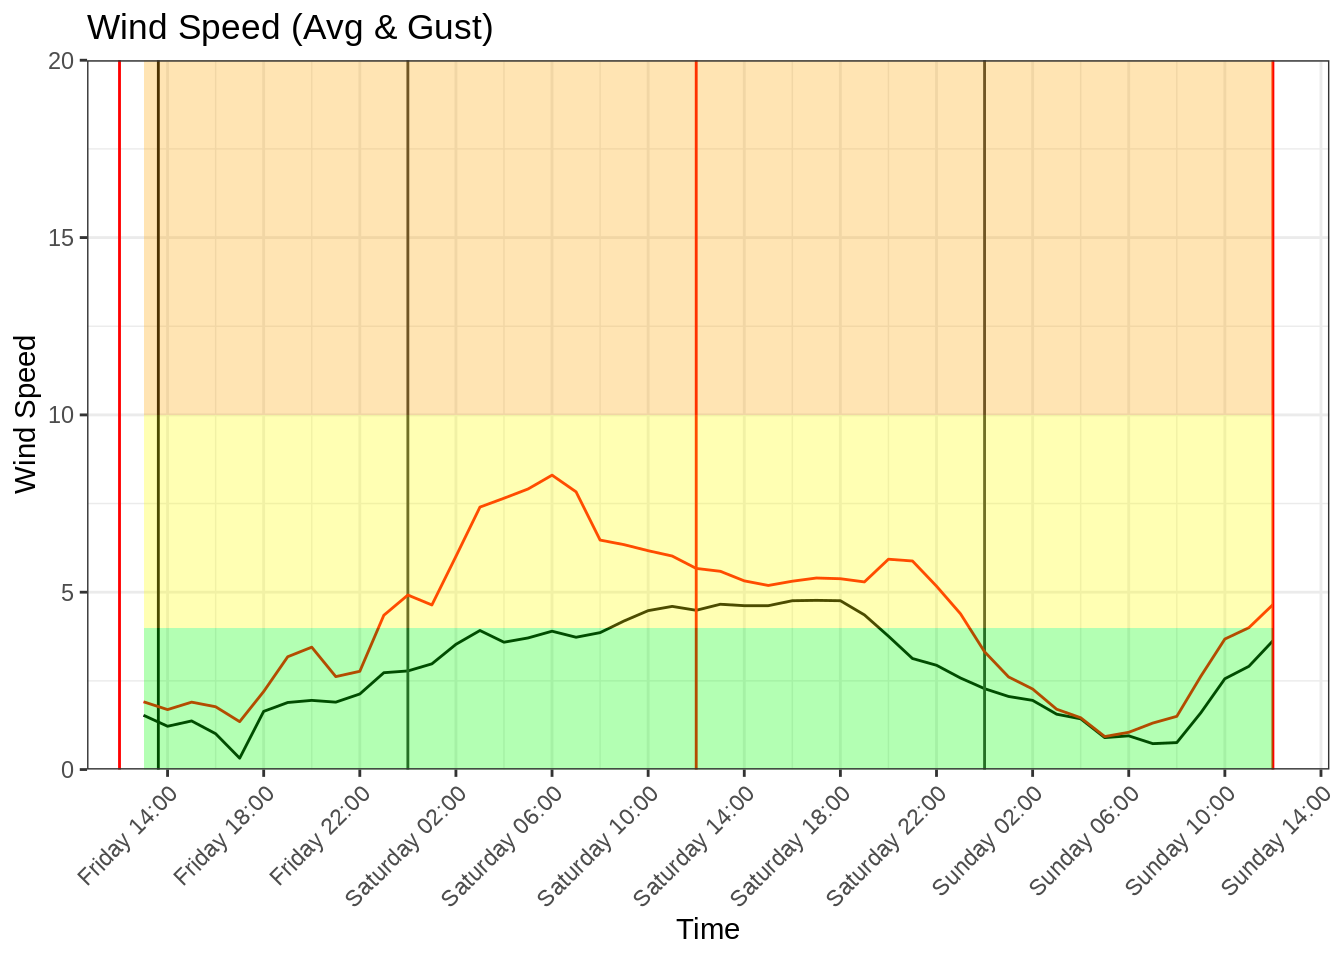 Wind Speed (Avg & Gust)
20
15
10
5
0
Wind Speed
Friday 14:00
Friday 18:00
Friday 22:00
Saturday 02:00
Saturday 06:00
Saturday 10:00
Saturday 14:00
Saturday 18:00
Saturday 22:00
Sunday 02:00
Sunday 06:00
Sunday 10:00
Sunday 14:00
Time